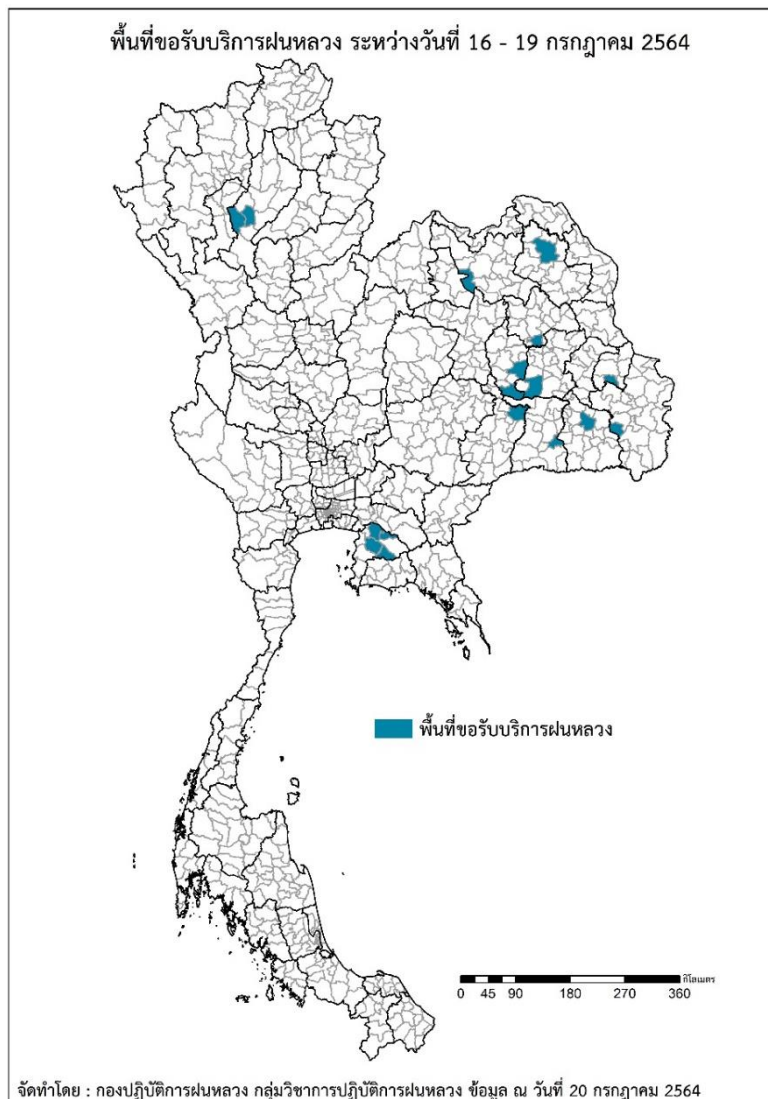 พื้นที่ขอรับบริการฝนหลวง ระหว่างวันที่ 16 - 19 กรกฎาคม 2564
พื้นที่ขอรับบริการฝนหลวง
กิโลเมตร
0 45 90 180 270 360
จัดทำโดย : กองปฏิบัติการฝนหลวง กลุ่มวิชาการปฏิบัติการฝนหลวง ข้อมูล ณ วันที่ 20 กรกฎาคม 2564